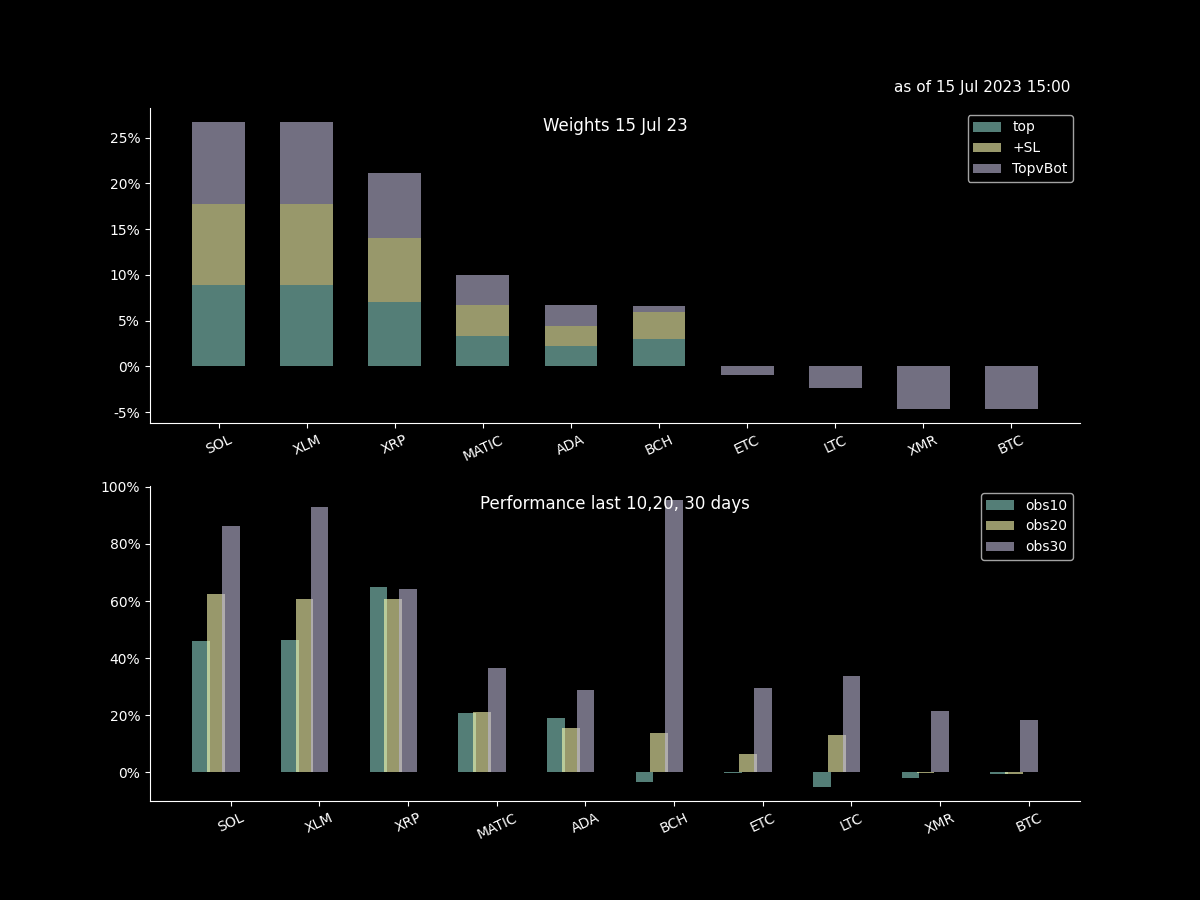 as of 15 Jul 2023 15:00
Weights 15 Jul 23
top
+SL
TopvBot
25%
20%
15%
10%
5%
0%
-5%
SOL XLM XRP MATIC ADA BCH ETC LTC XMR BTC
Performance last 10,20, 30 days
obs10
obs20
obs30
100%
80%
60%
40%
20%
0%
SOL XLM XRP MATIC ADA BCH ETC LTC XMR BTC